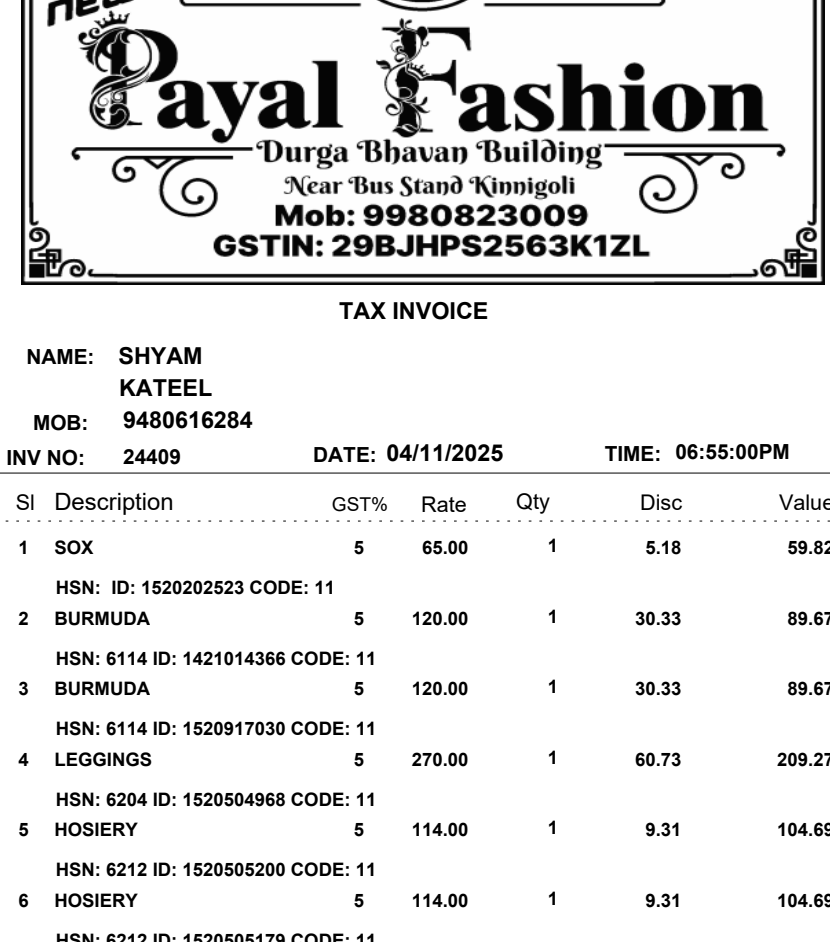 new
Payal Fashion
Durga Bhavan Building
Near Bus Stand Kinnigoli
Mob: 9980823009
GSTIN: 29BJHPS2563K1ZL
TAX INVOICE
NAME: SHYAM
KATEEL
MOB: 9480616284
INV NO: 24409 DATE: 04/11/2025 TIME: 06:55:00PM
Sl Description GST% Rate Qty Disc Value
1 SOX 5 65.00 1 5.18 59.82
HSN: ID: 1520202523 CODE: 11
2 BURMUDA 5 120.00 1 30.33 89.67
HSN: 6114 ID: 1421014366 CODE: 11
3 BURMUDA 5 120.00 1 30.33 89.67
HSN: 6114 ID: 1520917030 CODE: 11
4 LEGGINGS 5 270.00 1 60.73 209.27
HSN: 6204 ID: 1520504968 CODE: 11
5 HOSIERY 5 114.00 1 9.31 104.69
HSN: 6212 ID: 1520505200 CODE: 11
6 HOSIERY 5 114.00 1 9.31 104.69
HSN: 6212 ID: 1520505179 CODE: 11